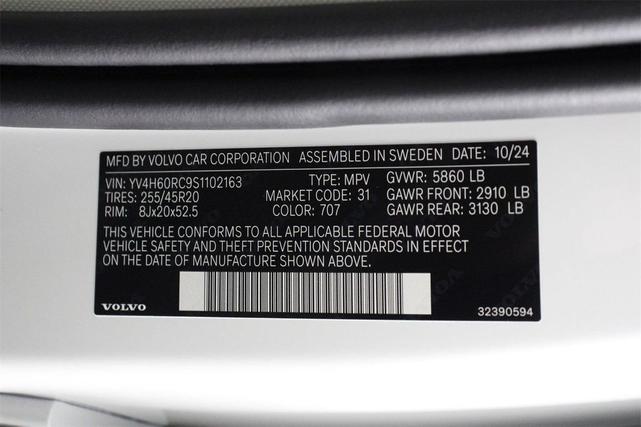 MFD BY VOLVO CAR CORPORATION ASSEMBLED IN SWEDEN DATE: 10/24
VIN: YV4H60RC9S1102163 TYPE: MPV GVWR: 5860 LB
TIRES: 255/45R20 MARKET CODE: 31 GAWR FRONT: 2910 LB
RIM: 8Jx20x52.5 COLOR: 707 GAWR REAR: 3130 LB
THIS VEHICLE CONFORMS TO ALL APPLICABLE FEDERAL MOTOR
VEHICLE SAFETY AND THEFT PREVENTION STANDARDS IN EFFECT
ON THE DATE OF MANUFACTURE SHOWN ABOVE.
VOLVO 32390594